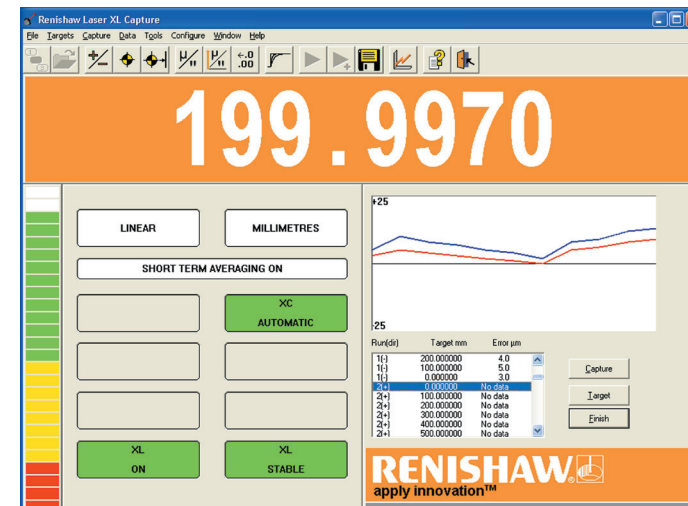 Renishaw Laser XL Capture
File Targets Capture Data Tools Configure Window Help
199.9970
LINEAR
MILLIMETRES
SHORT TERM AVERAGING ON
XC
AUTOMATIC
XL
ON
XL
STABLE
+25
-25
Run(dir) Target mm Error µm
1(-) 200.000000 4.0
1(-) 100.000000 5.0
1(-) 0.000000 3.0
2(+) 0.000000 No data
2(+) 100.000000 No data
2(+) 200.000000 No data
2(+) 300.000000 No data
2(+) 400.000000 No data
2(+) 500.000000 No data
Capture
Target
Finish
RENISHAW.
apply innovation™